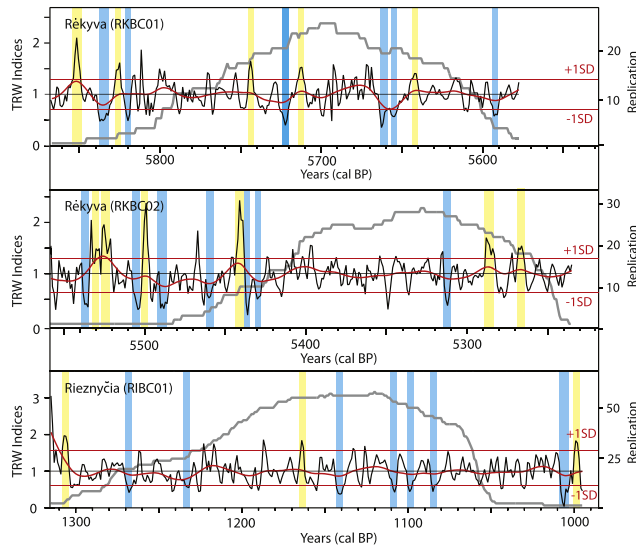 Rėkyva (RKBC01)
TRW Indices
2
1
0
+1SD
-1SD
20
10
Replication
5800
5700
5600
Years (cal BP)
Rėkyva (RKBC02)
TRW Indices
2
1
0
+1SD
-1SD
30
20
10
Replication
5500
5400
5300
Years (cal BP)
Rieznyčia (RIBC01)
TRW Indices
3
2
1
0
+1SD
-1SD
50
25
Replication
1300
1200
1100
1000
Years (cal BP)